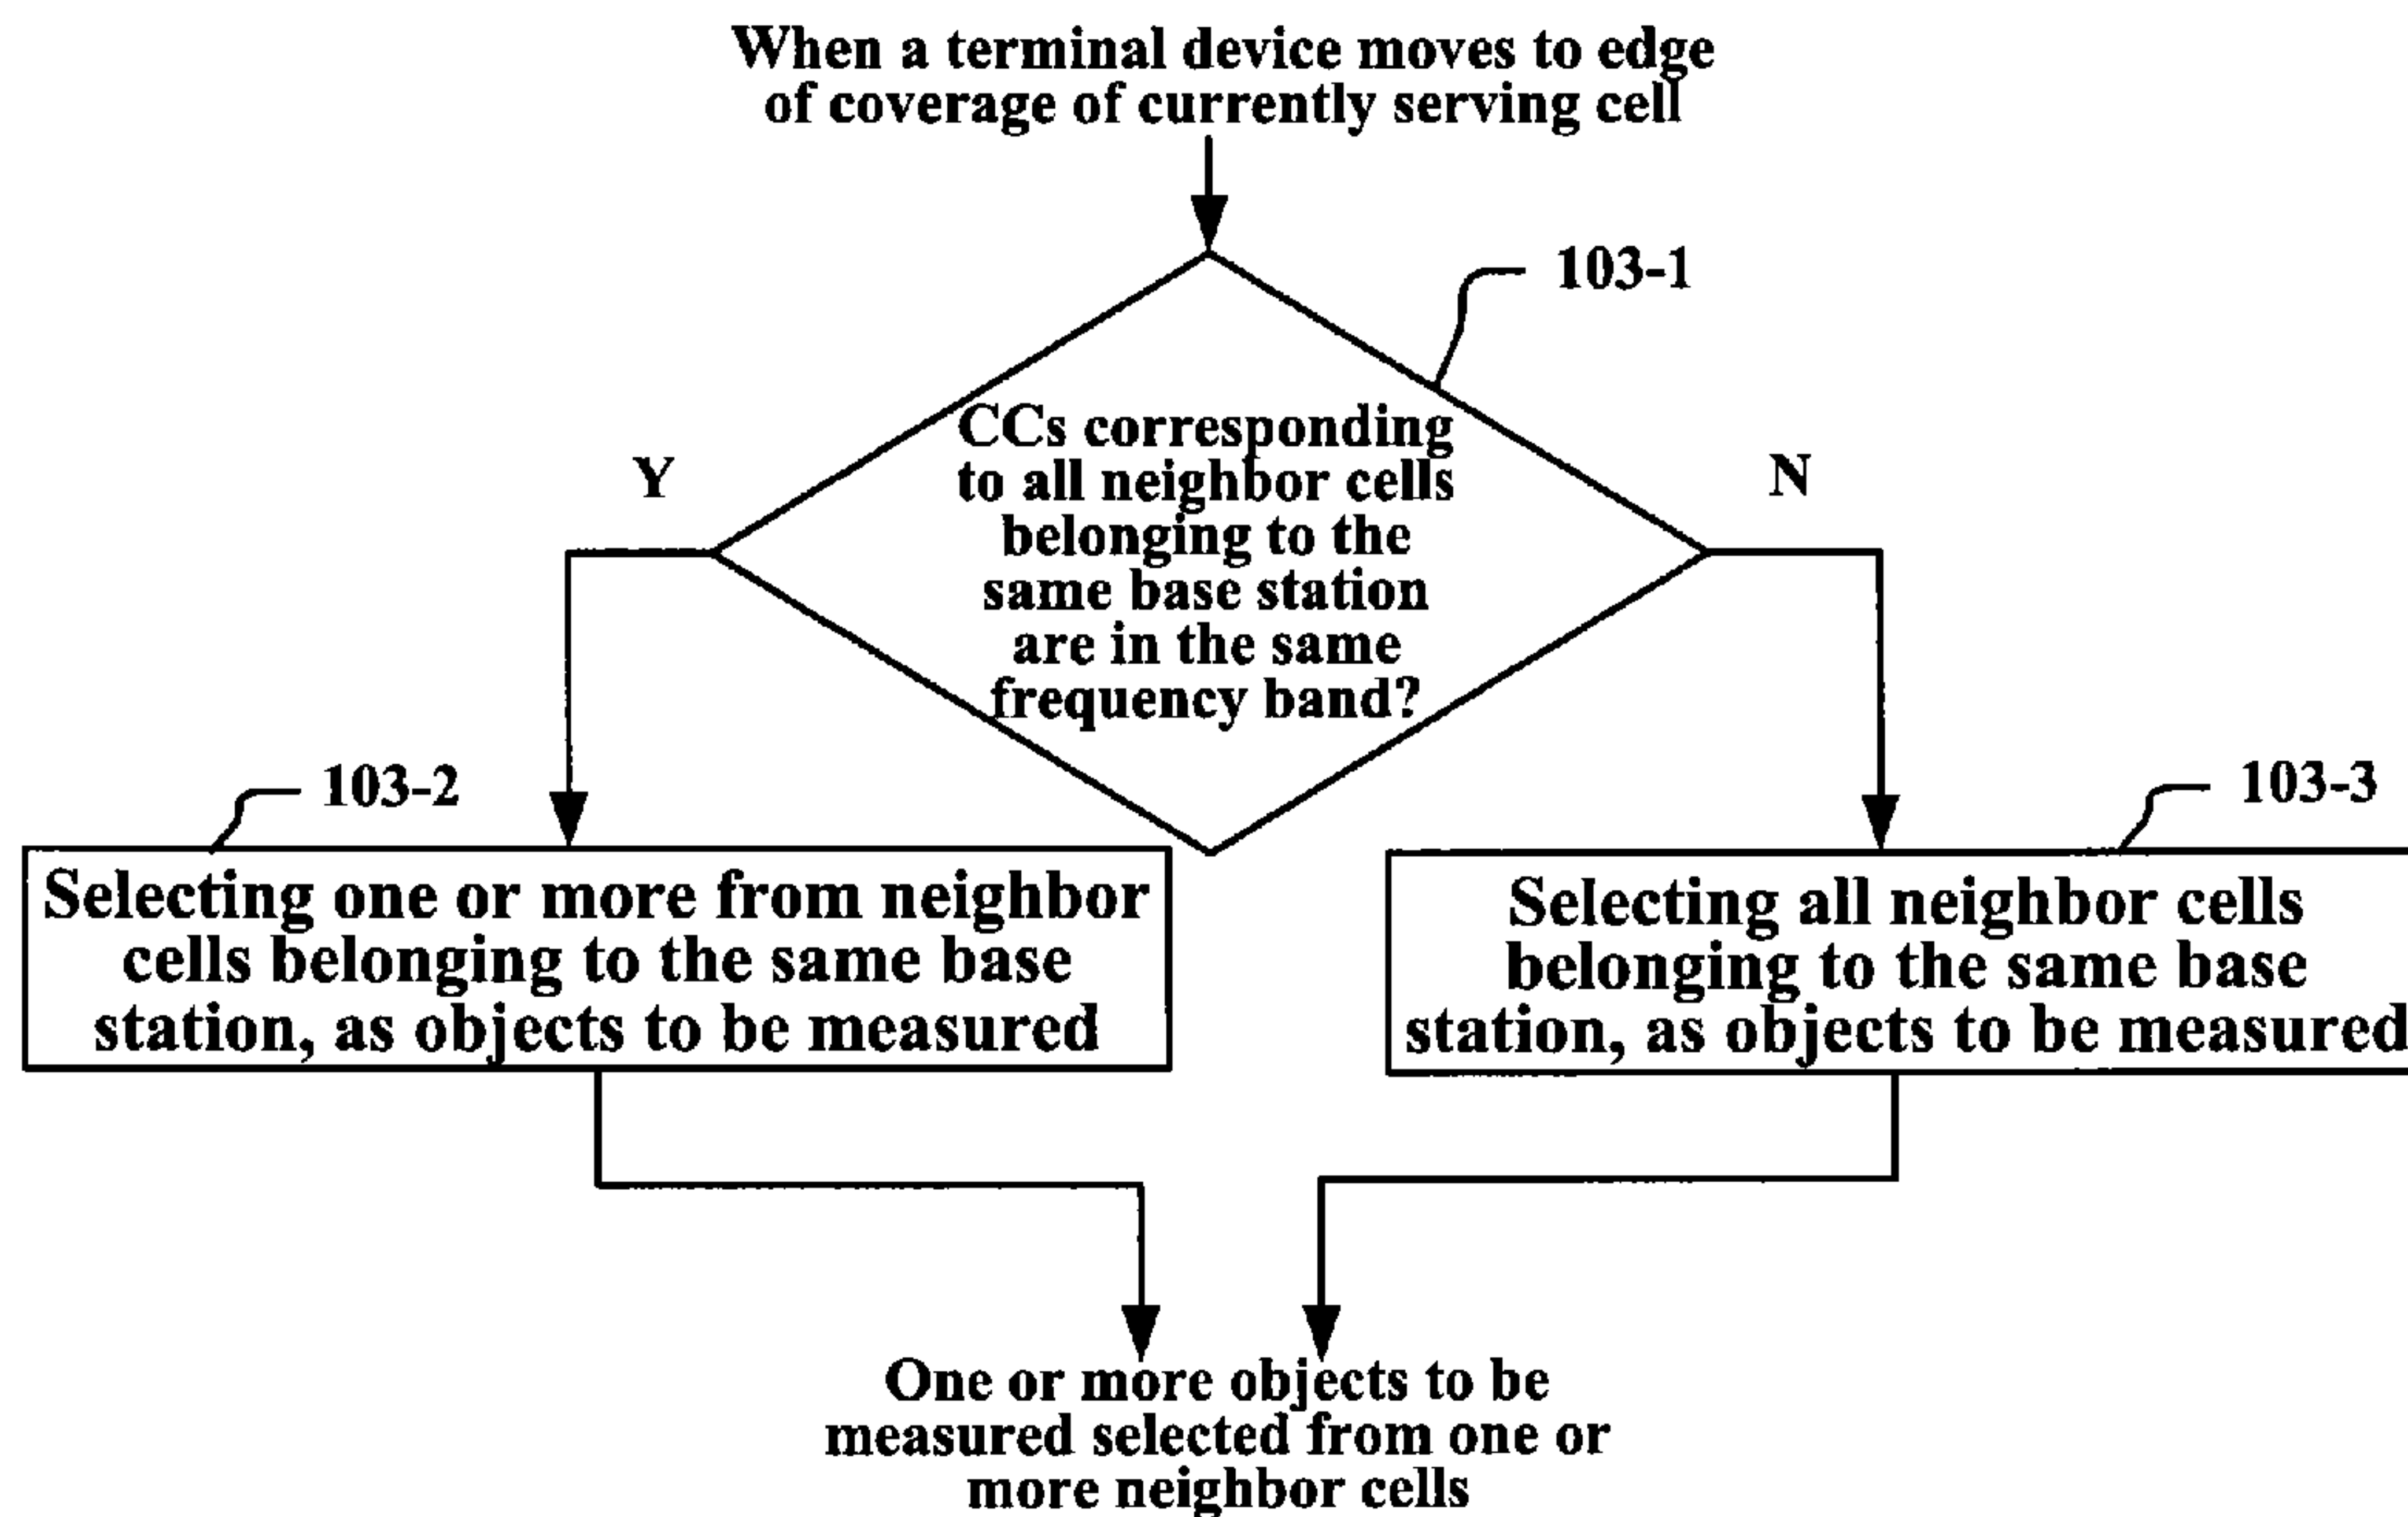 When a terminal device moves to edge
of coverage of currently serving cell
103-1
CCs corresponding
to all neighbor cells
belonging to the
same base station
are in the same
frequency band?
Y
N
103-2
103-3
Selecting one or more from neighbor
cells belonging to the same base
station, as objects to be measured
Selecting all neighbor cells
belonging to the same base
station, as objects to be measured
One or more objects to be
measured selected from one or
more neighbor cells